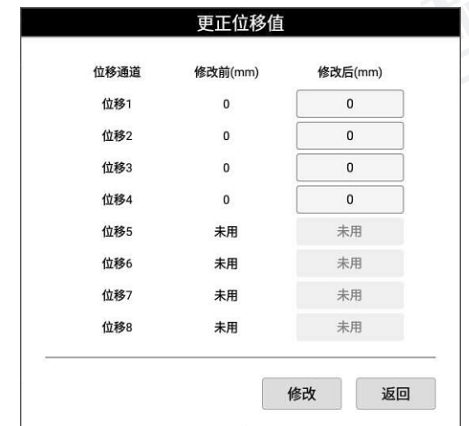 更正位移值
位移通道 修改前(mm) 修改后(mm)
位移1 0 0
位移2 0 0
位移3 0 0
位移4 0 0
位移5 未用 未用
位移6 未用 未用
位移7 未用 未用
位移8 未用 未用
修改 返回